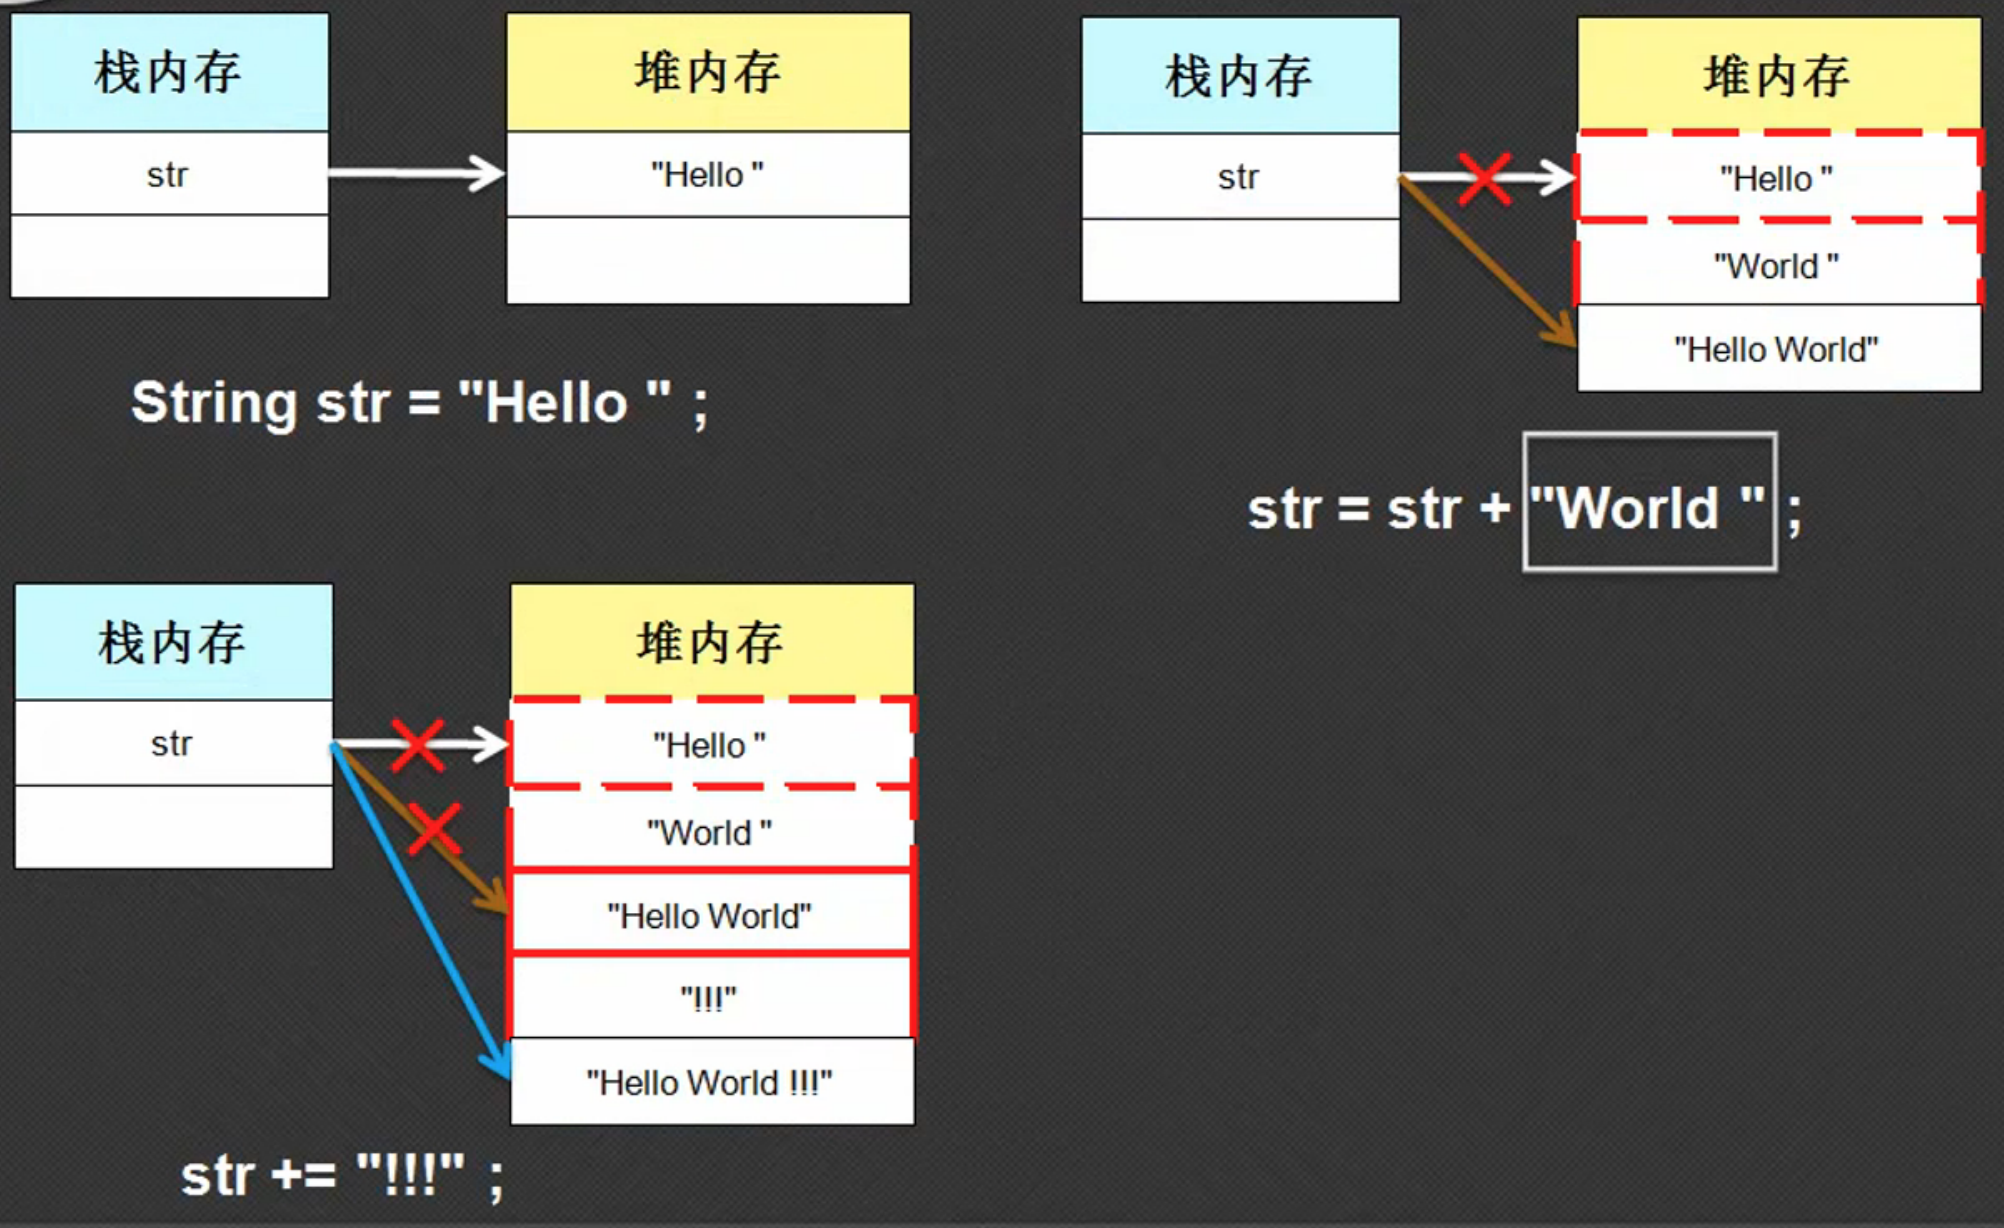 栈内存
堆内存
str
"Hello "
String str = "Hello " ;
栈内存
堆内存
str
"Hello "
"World "
"Hello World"
str = str + "World " ;
栈内存
堆内存
str
"Hello "
"World "
"Hello World"
"!!!"
"Hello World !!!"
str += "!!!" ;